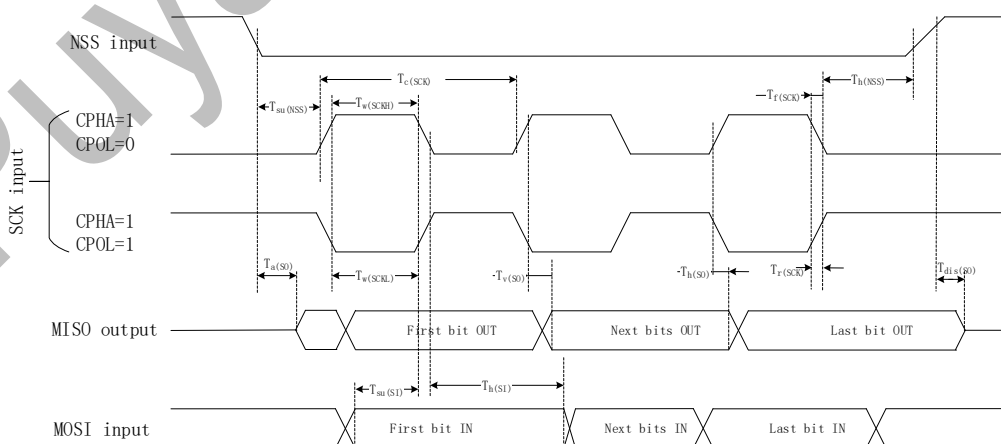 NSS input
Tc(SCK)
Th(NSS)
Tsu(NSS)
Tw(SCKH)
Tf(SCK)
CPHA=1
CPOL=0
SCK input
CPHA=1
CPOL=1
Ta(SO)
Tw(SCKL)
Tv(SO)
Th(SO)
Tr(SCK)
Tdis(SO)
MISO output
First bit OUT
Next bits OUT
Last bit OUT
Tsu(SI)
Th(SI)
MOSI input
First bit IN
Next bits IN
Last bit IN
Puy